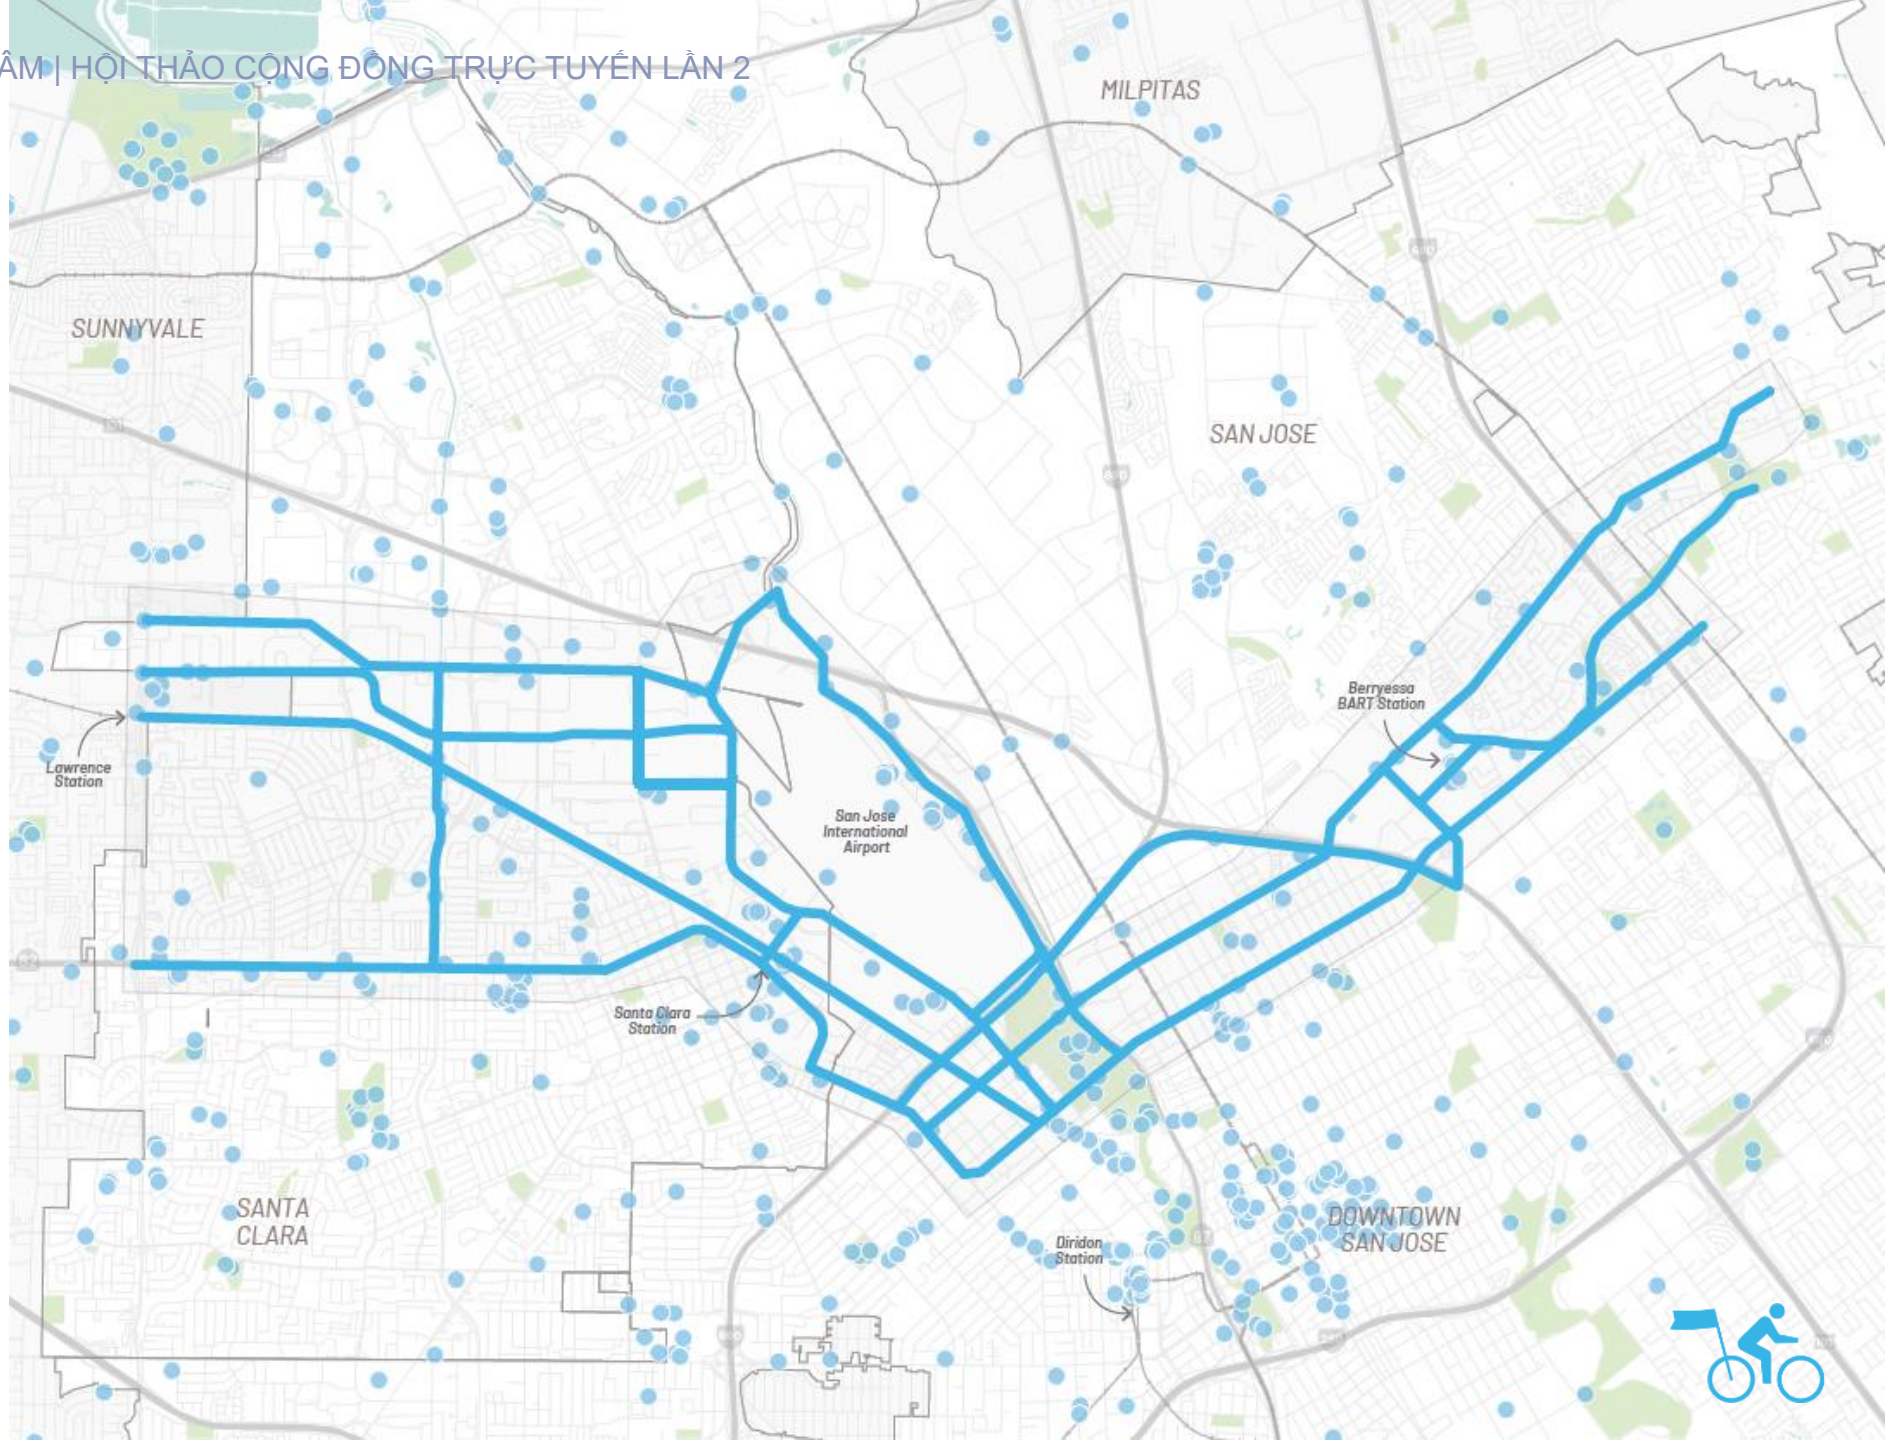 ÂM | HỘI THẢO CỘNG ĐỒNG TRỰC TUYẾN LẦN 2
MILPITAS
SUNNYVALE
SAN JOSE
Berryessa
BART Station
Lawrence
Station
San Jose
International
Airport
Santa Clara
Station
SANTA
CLARA
Diridon
Station
DOWNTOWN
SAN JOSE